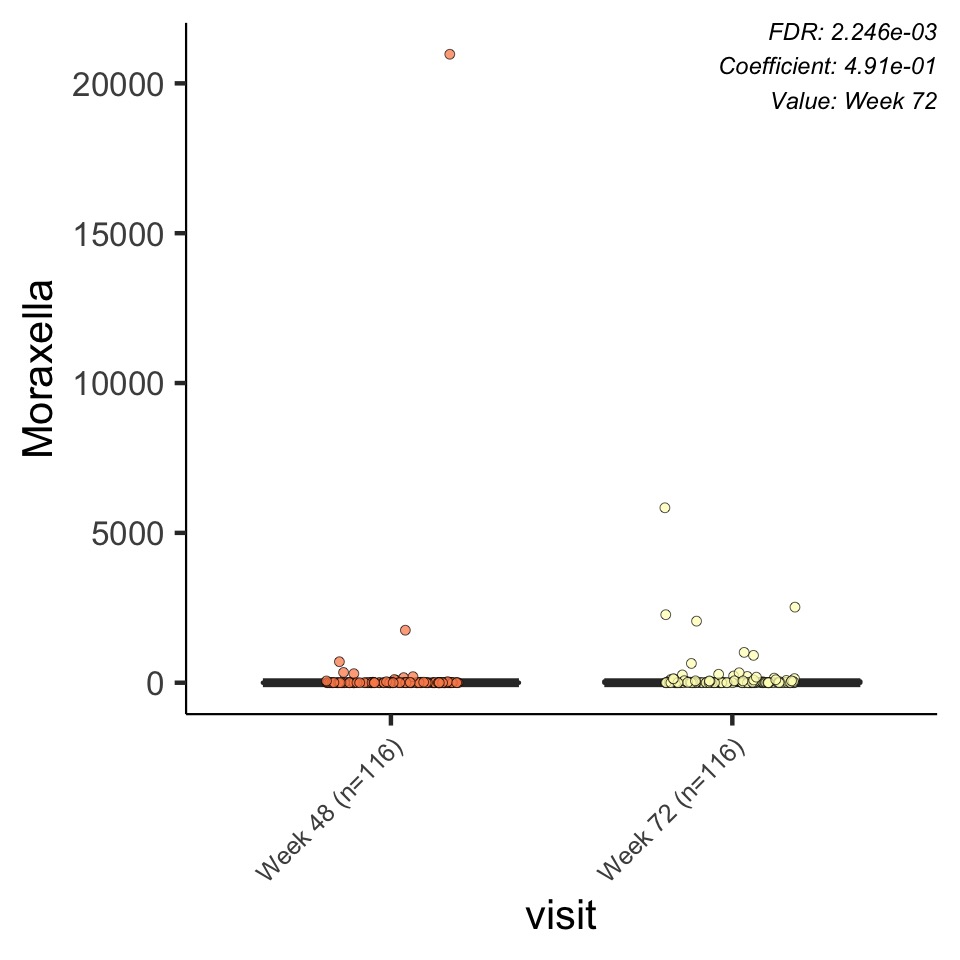 FDR: 2.246e-03
Coefficient: 4.91e-01
Value: Week 72
Moraxella
20000
15000
10000
5000
0
Week 48 (n=116)
Week 72 (n=116)
visit